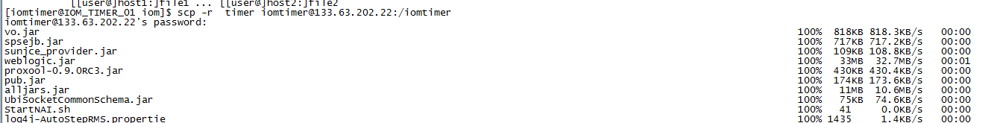 [[user@]host1:]file1 ... [[user@]host2:]file2
[iomtimer@IOM_TIMER_01 iom]$ scp -r  timer iomtimer@133.63.202.22:/iomtimer
iomtimer@133.63.202.22's password:
vo.jar 100% 818KB 818.3KB/s 00:00
spsejb.jar 100% 717KB 717.2KB/s 00:00
sunjce_provider.jar 100% 109KB 108.8KB/s 00:00
weblogic.jar 100% 33MB 32.7MB/s 00:01
proxool-0.9.0RC3.jar 100% 430KB 430.4KB/s 00:00
pub.jar 100% 174KB 173.6KB/s 00:00
alljars.jar 100% 11MB 10.6MB/s 00:00
UbiSocketCommonSchema.jar 100% 75KB 74.6KB/s 00:00
StartNAI.sh 100% 41 0.0KB/s 00:00
log4j-AutoStepRMS.propertie 100% 1435 1.4KB/s 00:00